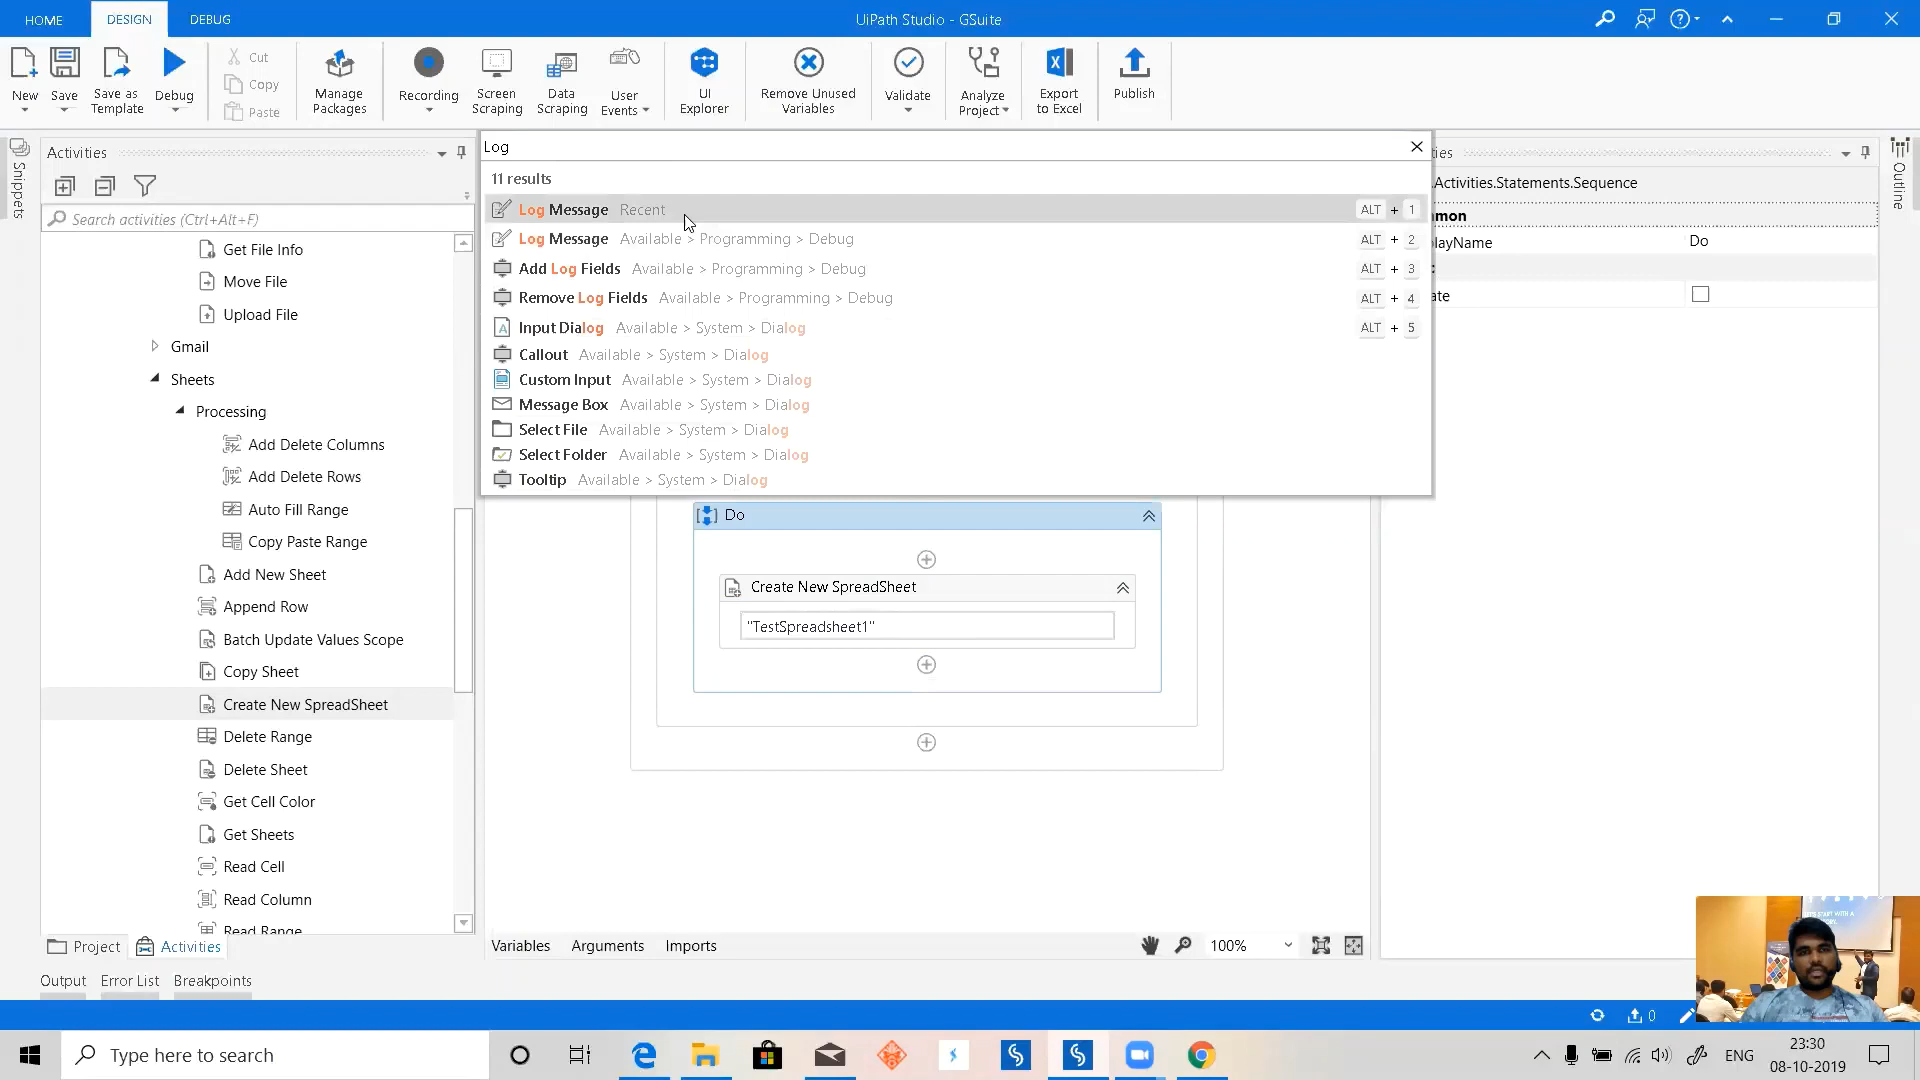 HOME
DESIGN
DEBUG
UiPath Studio - GSuite
New
Save
Save as Template
Debug
Cut
Copy
Paste
Manage Packages
Recording
Screen Scraping
Data Scraping
User Events
UI Explorer
Remove Unused Variables
Validate
Analyze Project
Export to Excel
Publish
Snippets
Activities
Search activities (Ctrl+Alt+F)
Get File Info
Move File
Upload File
Gmail
Sheets
Processing
Add Delete Columns
Add Delete Rows
Auto Fill Range
Copy Paste Range
Add New Sheet
Append Row
Batch Update Values Scope
Copy Sheet
Create New SpreadSheet
Delete Range
Delete Sheet
Get Cell Color
Get Sheets
Read Cell
Read Column
Read Range
Project
Activities
Output
Error List
Breakpoints
Log
11 results
Log Message Recent ALT + 1
Log Message Available > Programming > Debug ALT + 2
Add Log Fields Available > Programming > Debug ALT + 3
Remove Log Fields Available > Programming > Debug ALT + 4
Input Dialog Available > System > Dialog ALT + 5
Callout Available > System > Dialog
Custom Input Available > System > Dialog
Message Box Available > System > Dialog
Select File Available > System > Dialog
Select Folder Available > System > Dialog
Tooltip Available > System > Dialog
Do
Create New SpreadSheet
"TestSpreadsheet1"
Variables
Arguments
Imports
100%
ties
.Activities.Statements.Sequence
mon
layName
Do
ate
Outline
0
Type here to search
ENG
23:30
08-10-2019